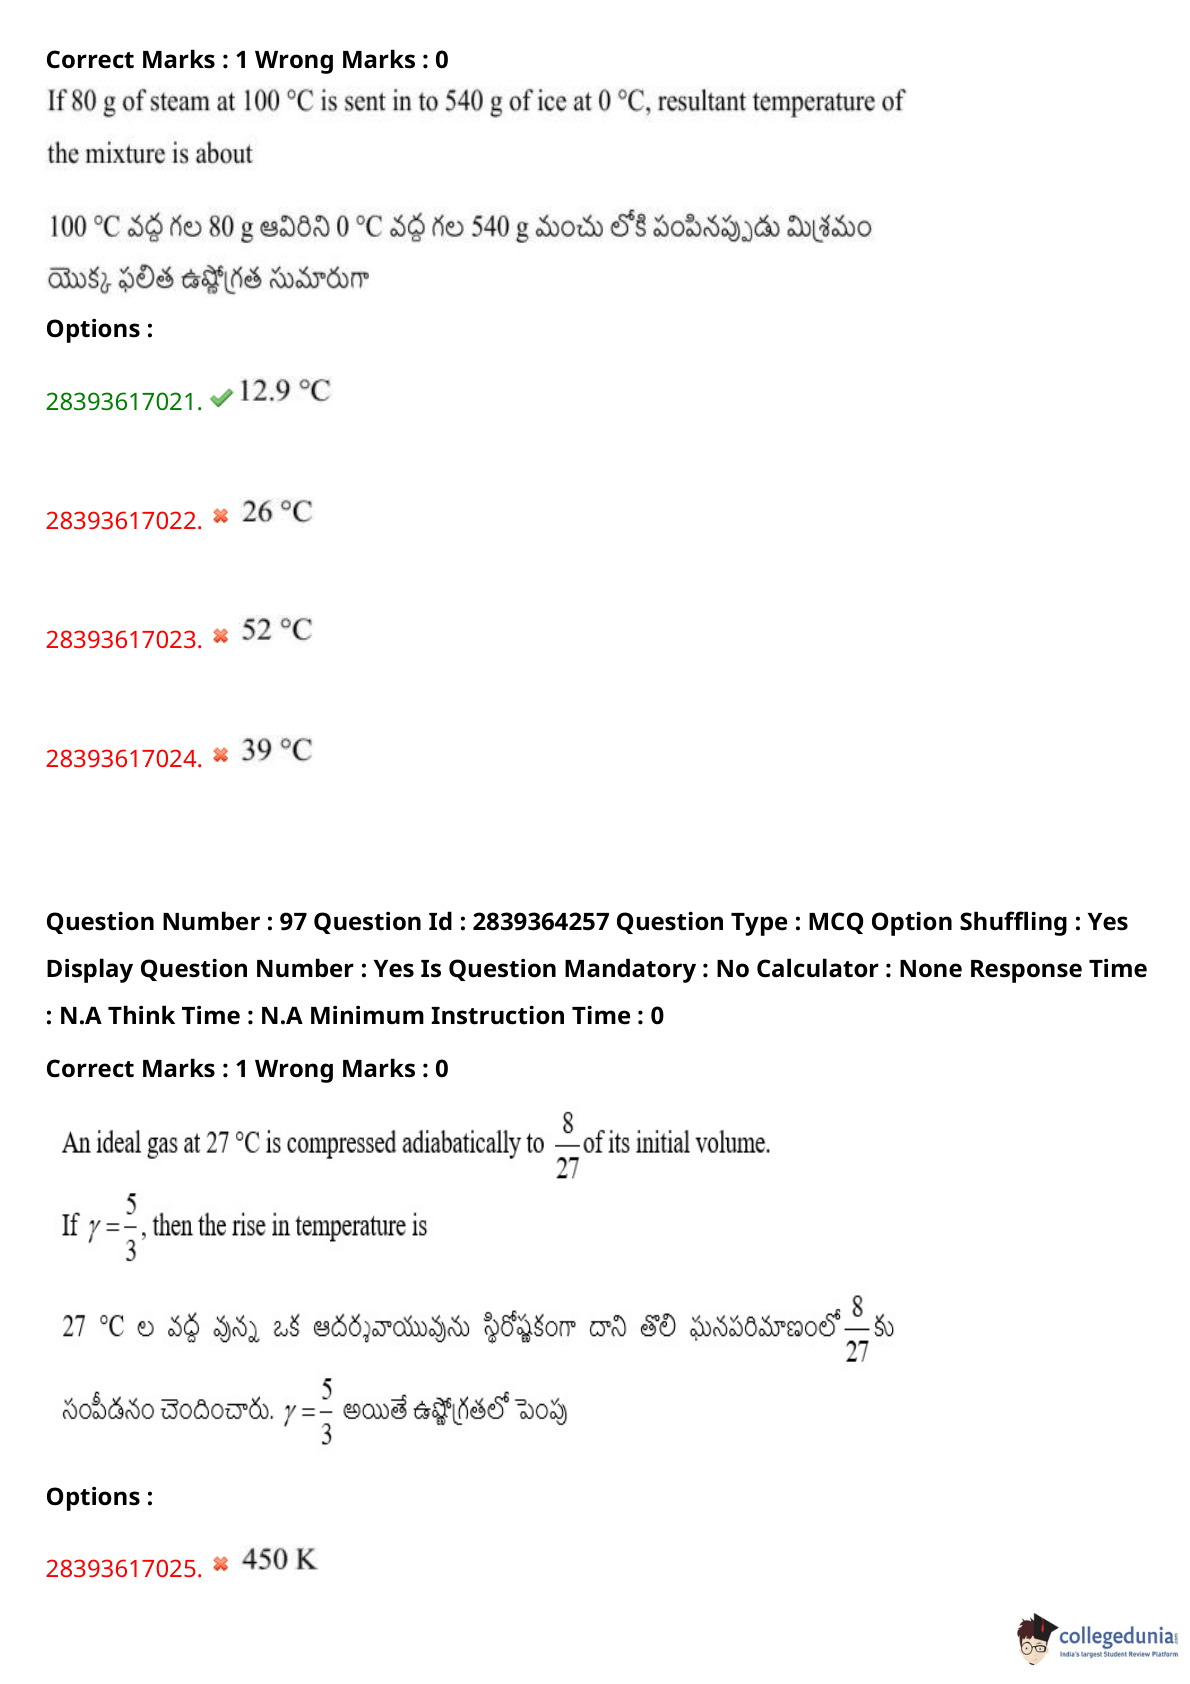 Correct Marks : 1 Wrong Marks : 0
If 80 g of steam at 100 °C is sent in to 540 g of ice at 0 °C, resultant temperature of
the mixture is about
100 °C వద్ద గల 80 g ఆవిరిని 0 °C వద్ద గల 540 g మంచు లోకి పంపినప్పుడు మిశ్రమం
యొక్క ఫలిత ఉష్ణోగ్రత సుమారుగా
Options :
28393617021. 12.9 °C
28393617022. 26 °C
28393617023. 52 °C
28393617024. 39 °C
Question Number : 97 Question Id : 2839364257 Question Type : MCQ Option Shuffling : Yes
Display Question Number : Yes Is Question Mandatory : No Calculator : None Response Time
: N.A Think Time : N.A Minimum Instruction Time : 0
Correct Marks : 1 Wrong Marks : 0
An ideal gas at 27 °C is compressed adiabatically to 8/27 of its initial volume.
If γ = 5/3, then the rise in temperature is
27 °C ల వద్ద వున్న ఒక ఆదర్శవాయువును స్థిరోష్ణకంగా దాని తొలి ఘనపరిమాణంలో 8/27 కు
సంపీడనం చెందించారు. γ = 5/3 అయితే ఉష్ణోగ్రతలో పెంపు
Options :
28393617025. 450 K
collegedunia.com
India's largest Student Review Platform